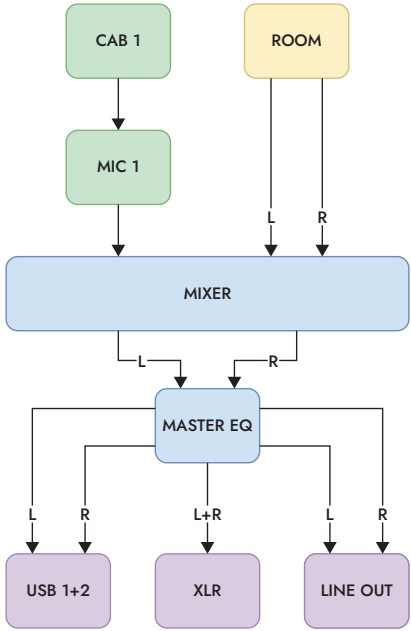 CAB 1
ROOM
MIC 1
L
R
MIXER
L
R
MASTER EQ
L
R
L+R
L
R
USB 1+2
XLR
LINE OUT